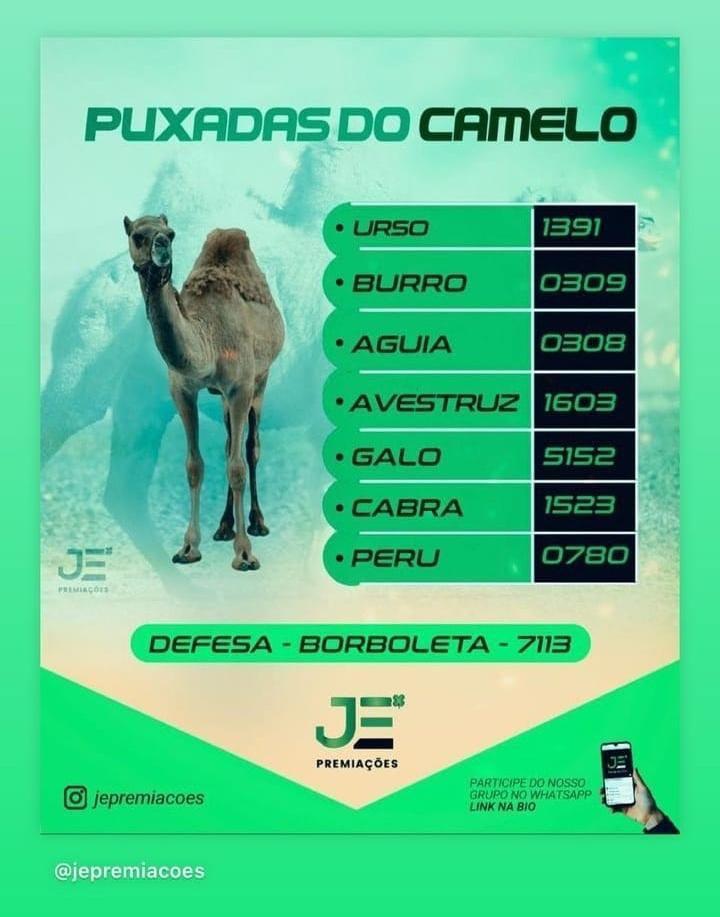 PUXADAS DO CAMELO
• URSO 1391
• BURRO 0309
• AGUIA 0308
• AVESTRUZ 1603
• GALO 5152
• CABRA 1523
• PERU 0780
JE
PREMIAÇÕES
DEFESA - BORBOLETA - 7113
JE
PREMIAÇÕES
jepremiacoes
PARTICIPE DO NOSSO
GRUPO NO WHATSAPP
LINK NA BIO
JE
@jepremiacoes